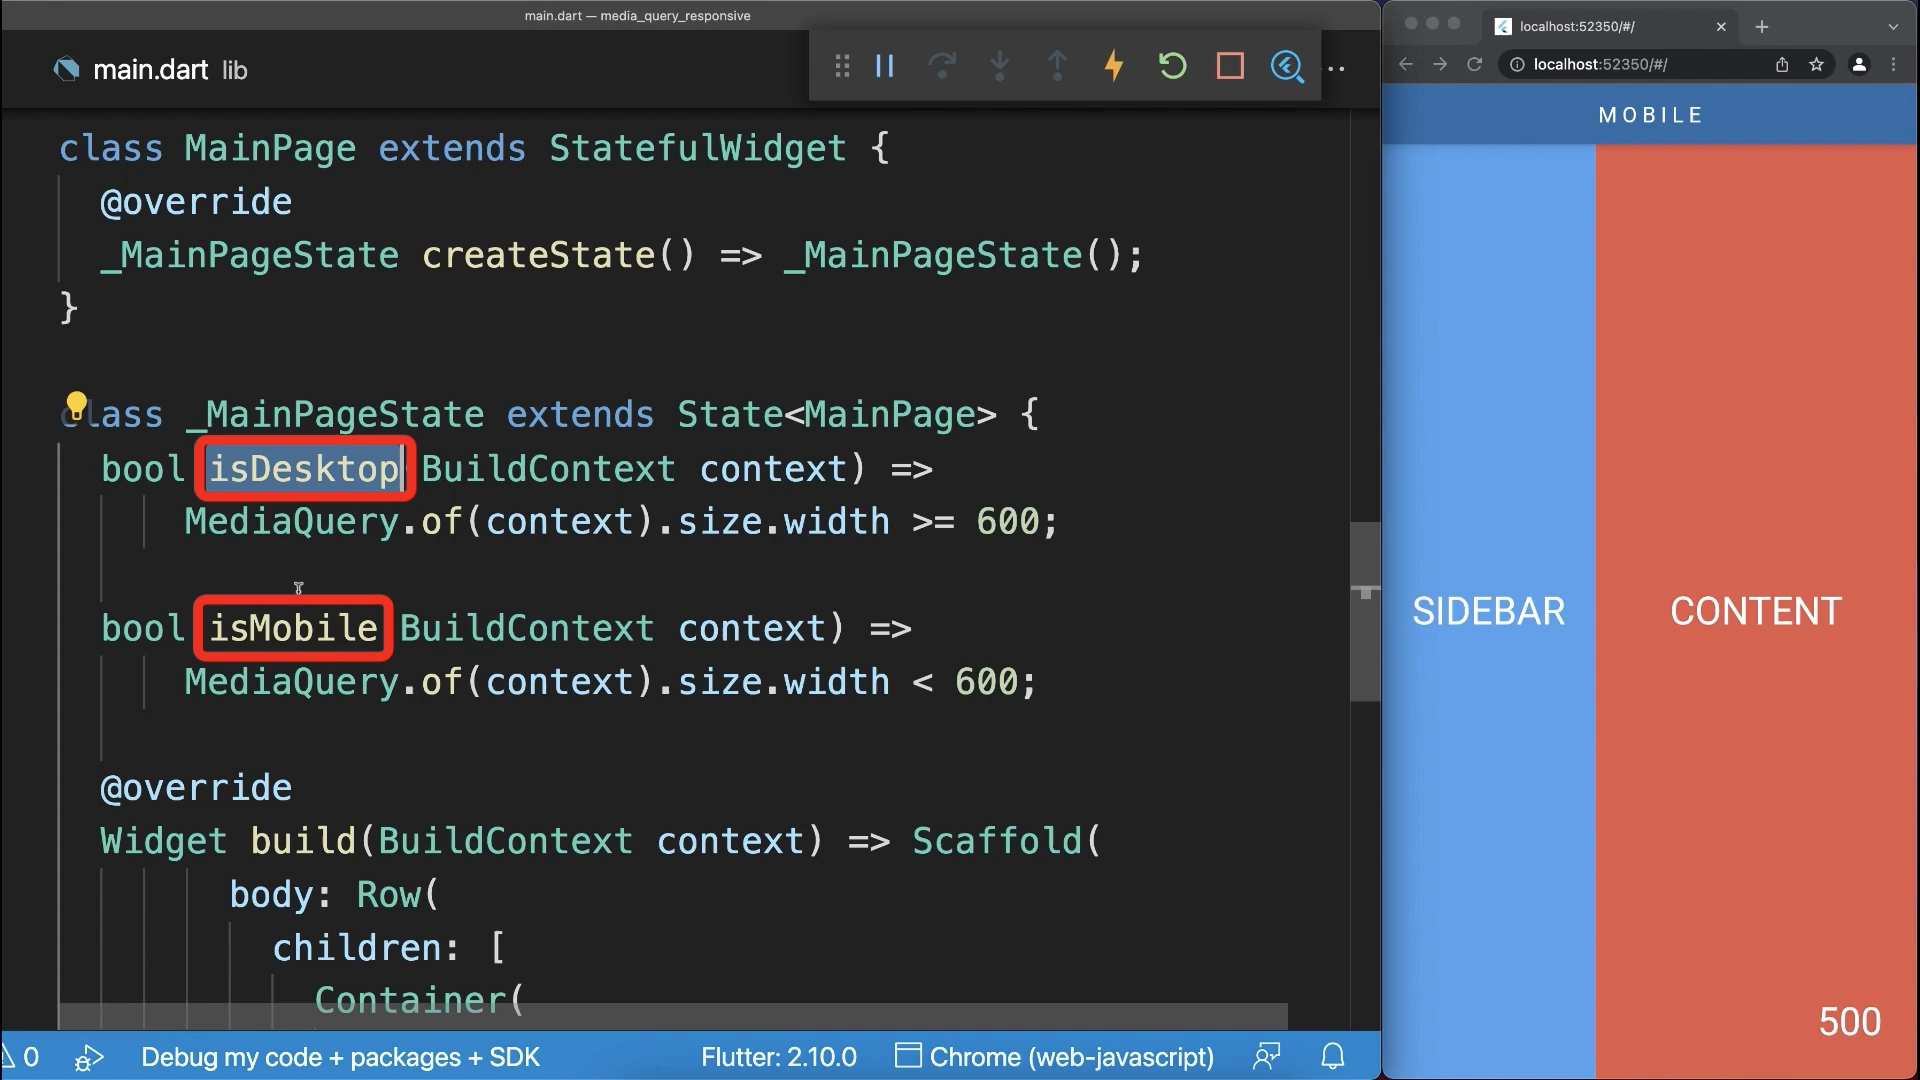 main.dart — media_query_responsive
main.dart lib
class MainPage extends StatefulWidget {
@override
_MainPageState createState() => _MainPageState();
}
class _MainPageState extends State<MainPage> {
bool isDesktop BuildContext context) =>
MediaQuery.of(context).size.width >= 600;
bool isMobile BuildContext context) =>
MediaQuery.of(context).size.width < 600;
@override
Widget build(BuildContext context) => Scaffold(
body: Row(
children: [
Container(
0 Debug my code + packages + SDK Flutter: 2.10.0 Chrome (web-javascript)
localhost:52350/#/
localhost:52350/#/
MOBILE
SIDEBAR CONTENT
500